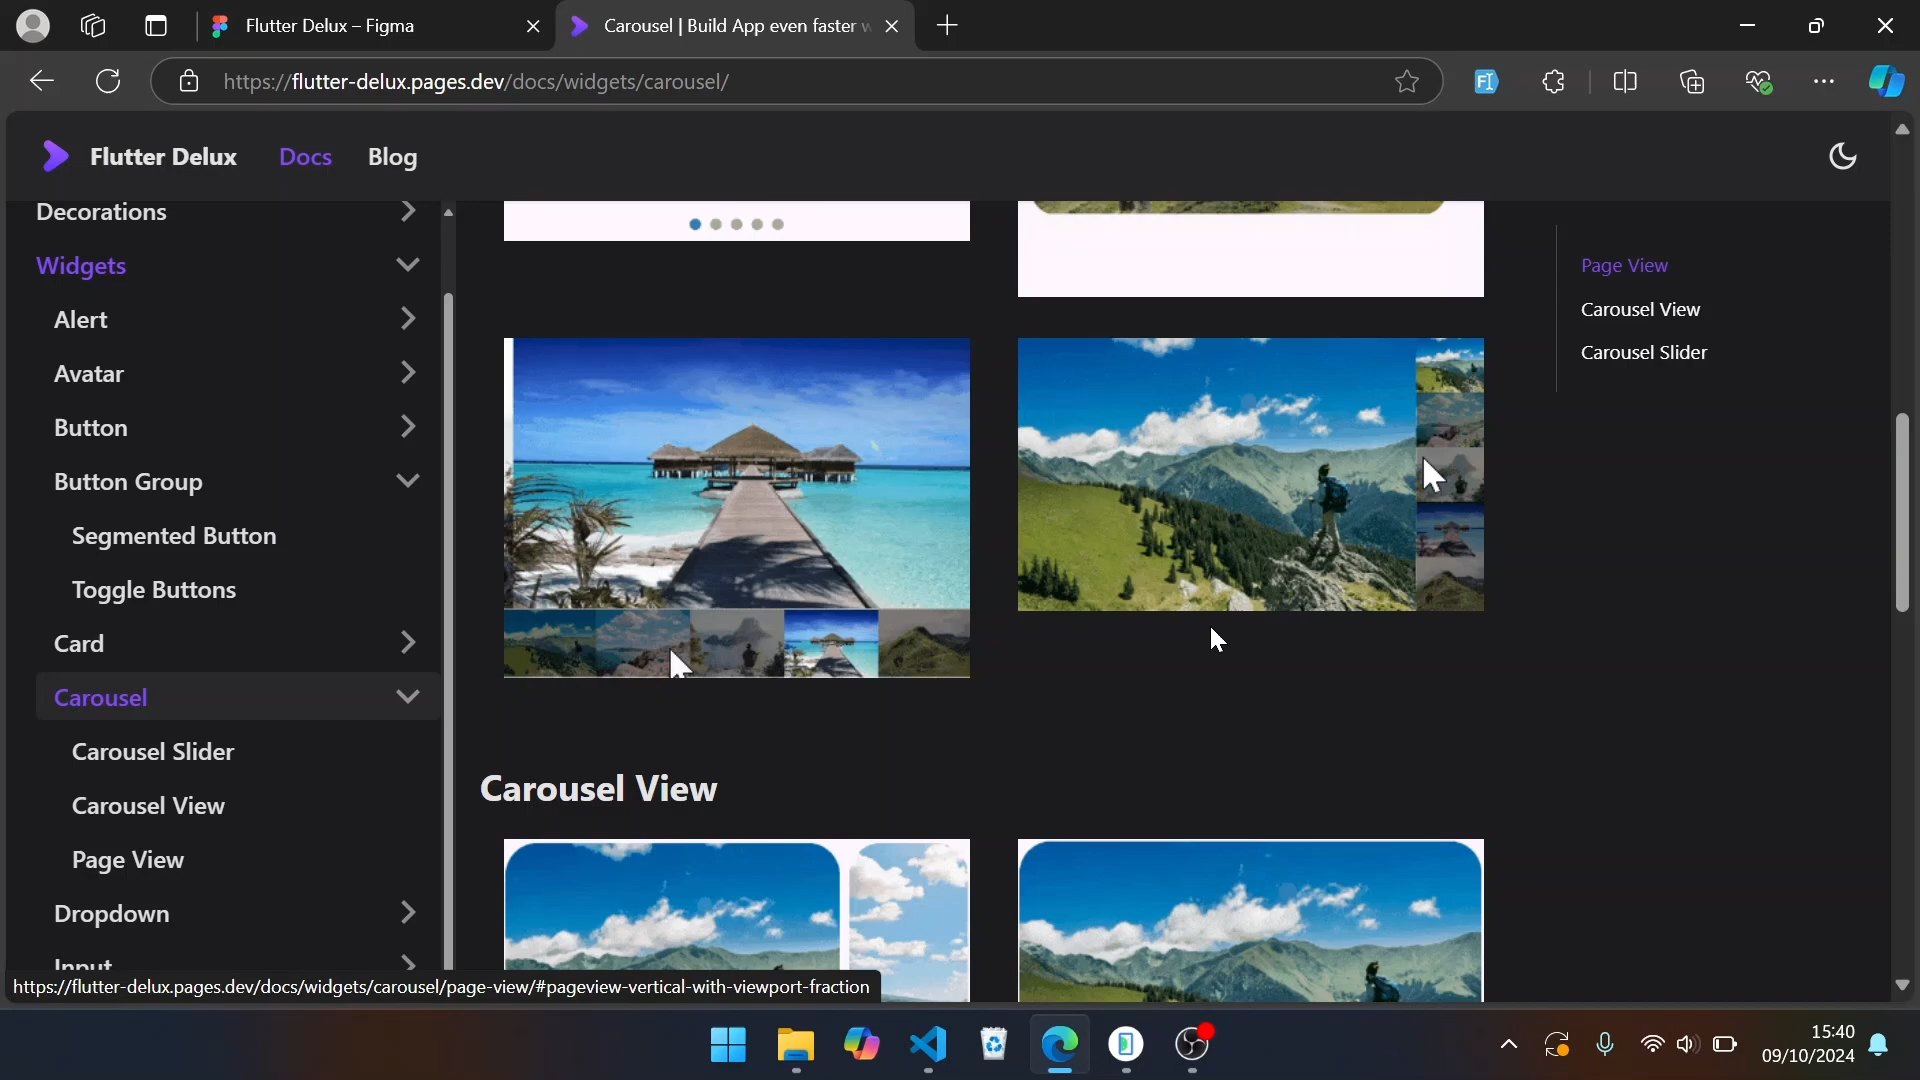 Flutter Delux – Figma
Carousel | Build App even faster w
https://flutter-delux.pages.dev/docs/widgets/carousel/
Flutter Delux
Docs
Blog
Decorations
Widgets
Alert
Avatar
Button
Button Group
Segmented Button
Toggle Buttons
Card
Carousel
Carousel Slider
Carousel View
Page View
Dropdown
Input
Carousel View
Page View
Carousel View
Carousel Slider
https://flutter-delux.pages.dev/docs/widgets/carousel/page-view/#pageview-vertical-with-viewport-fraction
15:40
09/10/2024